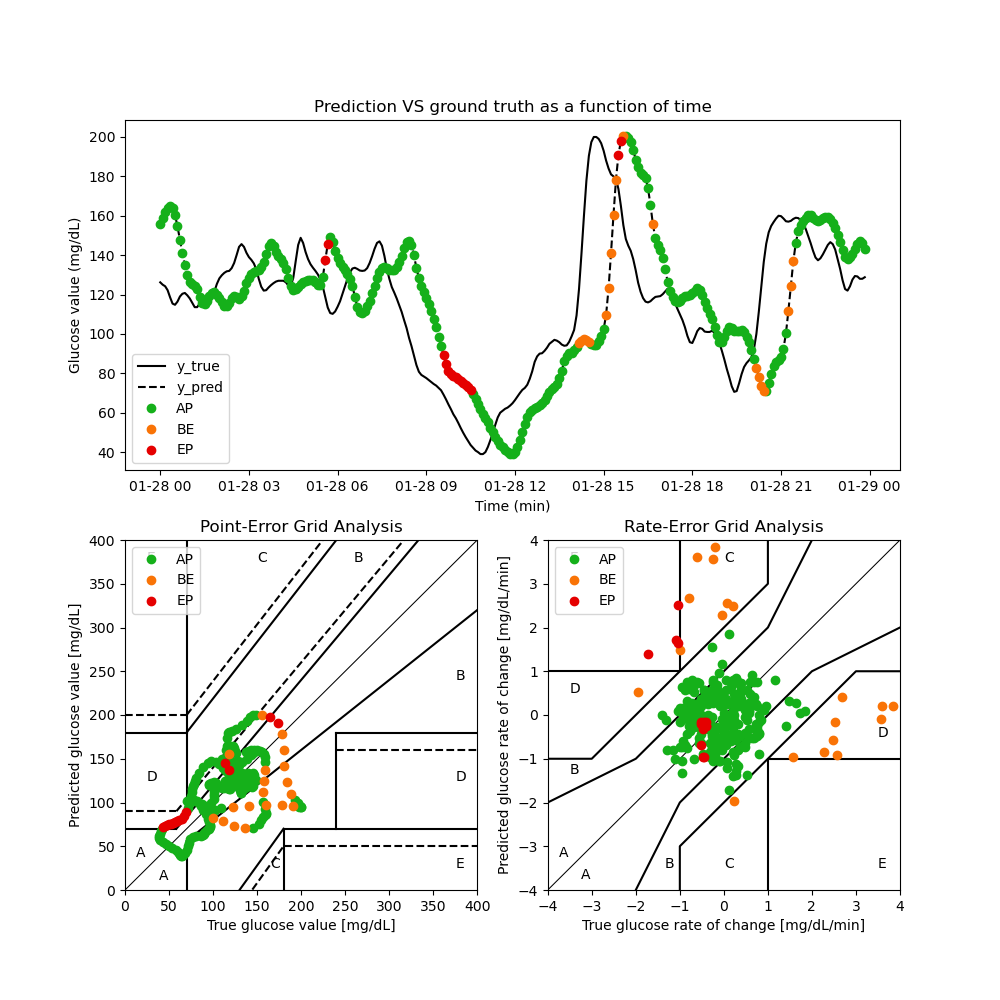 Prediction VS ground truth as a function of time
Glucose value (mg/dL)
200
180
160
140
120
100
80
60
40
y_true
y_pred
AP
BE
EP
01-28 00 01-28 03 01-28 06 01-28 09 01-28 12 01-28 15 01-28 18 01-28 21 01-29 00
Time (min)
Point-Error Grid Analysis
Predicted glucose value [mg/dL]
400
350
300
250
200
150
100
50
0
AP
BE
EP
C B
B
D D
A
A
C E
0 50 100 150 200 250 300 350 400
True glucose value [mg/dL]
Rate-Error Grid Analysis
Predicted glucose rate of change [mg/dL/min]
4
3
2
1
0
−1
−2
−3
−4
AP
BE
EP
C
D
D
B
A
A
B C E
−4 −3 −2 −1 0 1 2 3 4
True glucose rate of change [mg/dL/min]